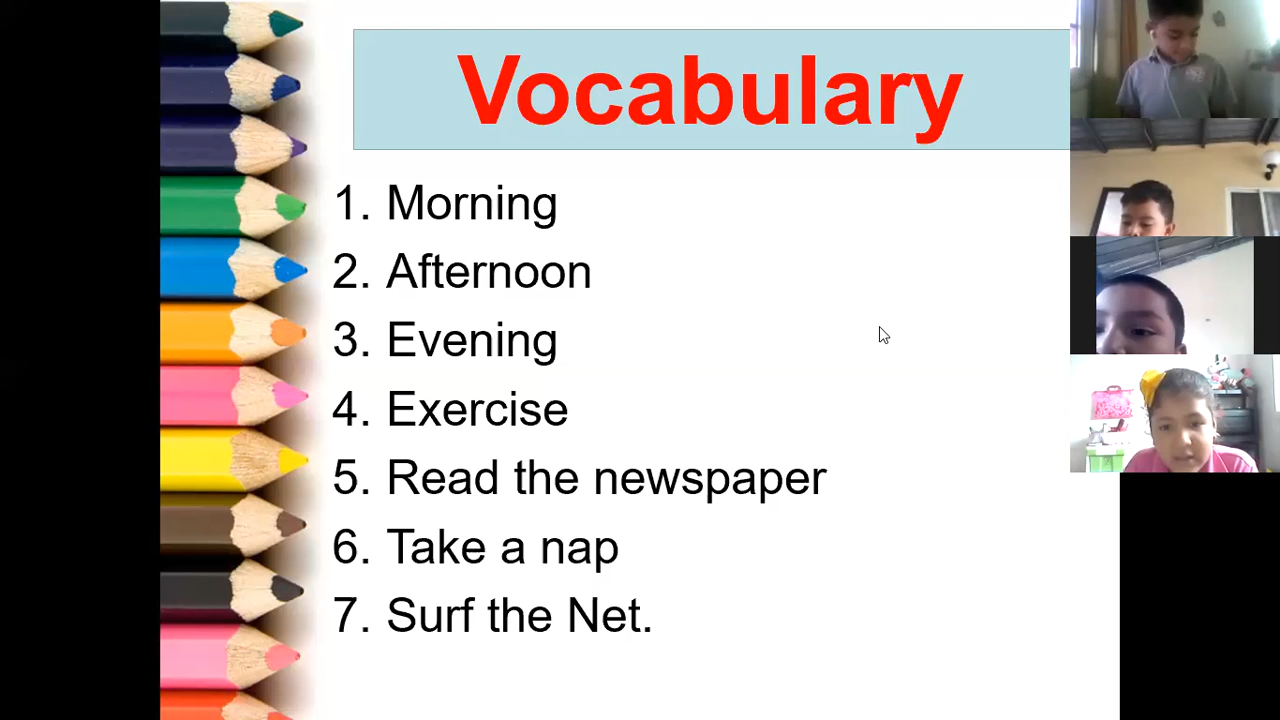 Vocabulary
1. Morning
2. Afternoon
3. Evening
4. Exercise
5. Read the newspaper
6. Take a nap
7. Surf the Net.